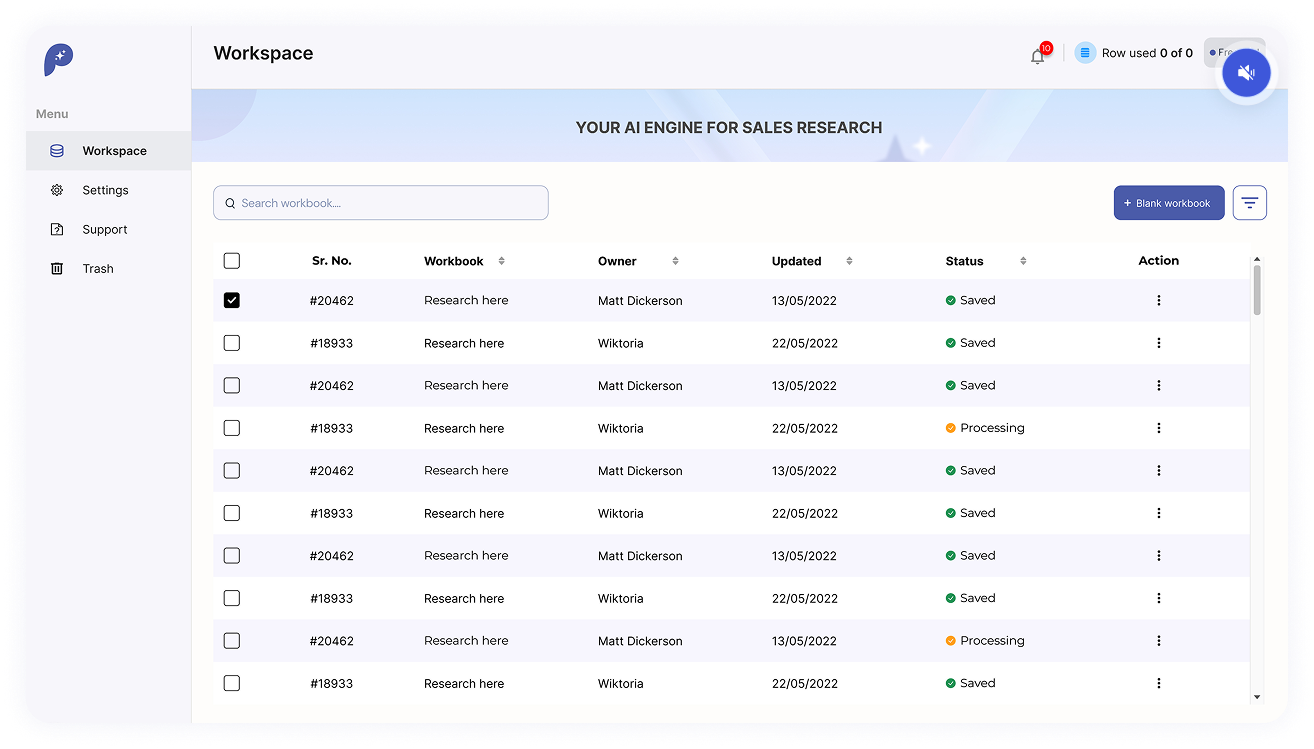 Workspace
10
Row used 0 of 0
Menu
Workspace
Settings
Support
Trash
YOUR AI ENGINE FOR SALES RESEARCH
Search workbook....
+ Blank workbook
Sr. No. Workbook Owner Updated Status Action
#20462 Research here Matt Dickerson 13/05/2022 Saved
#18933 Research here Wiktoria 22/05/2022 Saved
#20462 Research here Matt Dickerson 13/05/2022 Saved
#18933 Research here Wiktoria 22/05/2022 Processing
#20462 Research here Matt Dickerson 13/05/2022 Saved
#18933 Research here Wiktoria 22/05/2022 Saved
#20462 Research here Matt Dickerson 13/05/2022 Saved
#18933 Research here Wiktoria 22/05/2022 Saved
#20462 Research here Matt Dickerson 13/05/2022 Processing
#18933 Research here Wiktoria 22/05/2022 Saved